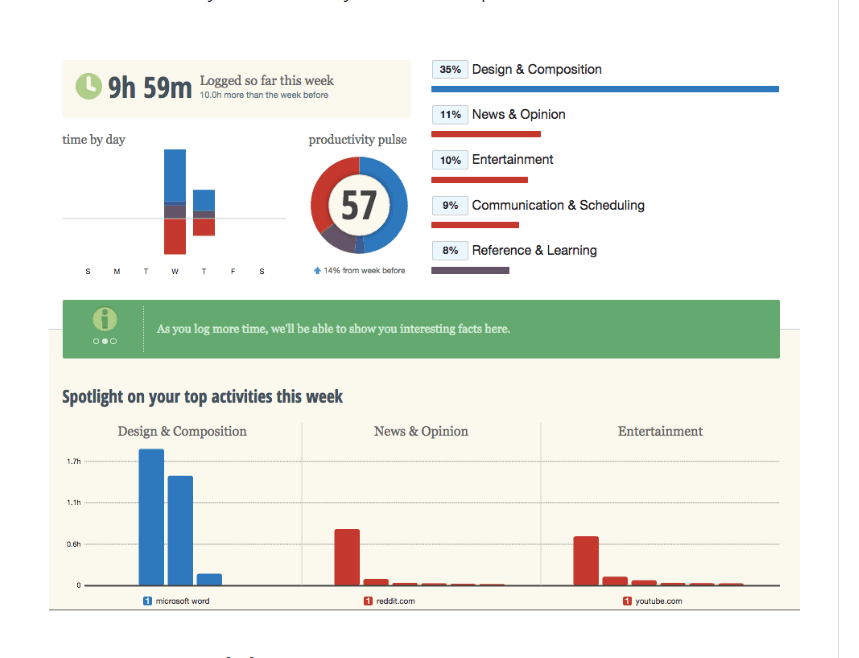 9h 59m
Logged so far this week
10.0h more than the week before
time by day
S M T W T F S
productivity pulse
57
14% from week before
35% Design & Composition
11% News & Opinion
10% Entertainment
9% Communication & Scheduling
8% Reference & Learning
i
As you log more time, we'll be able to show you interesting facts here.
Spotlight on your top activities this week
Design & Composition
News & Opinion
Entertainment
1.7h
1.1h
0.6h
0
1 microsoft word
1 reddit.com
1 youtube.com